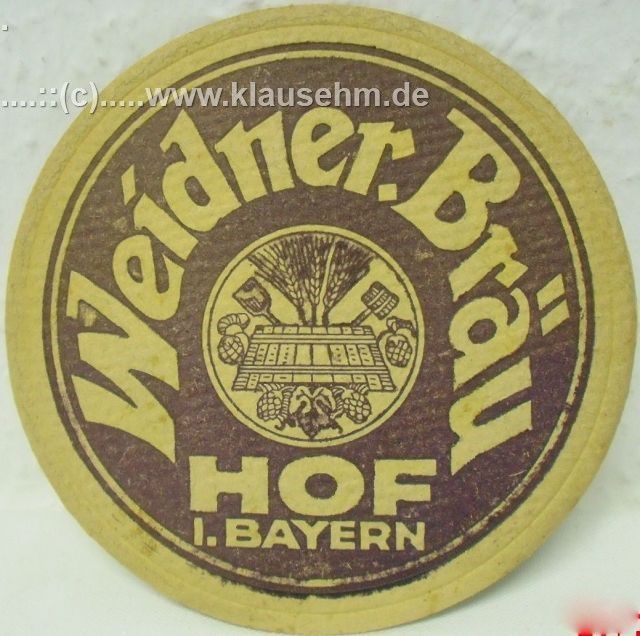 .....::(c).....www.klausehm.de
Weidner.Bräu
HOF
I. BAYERN